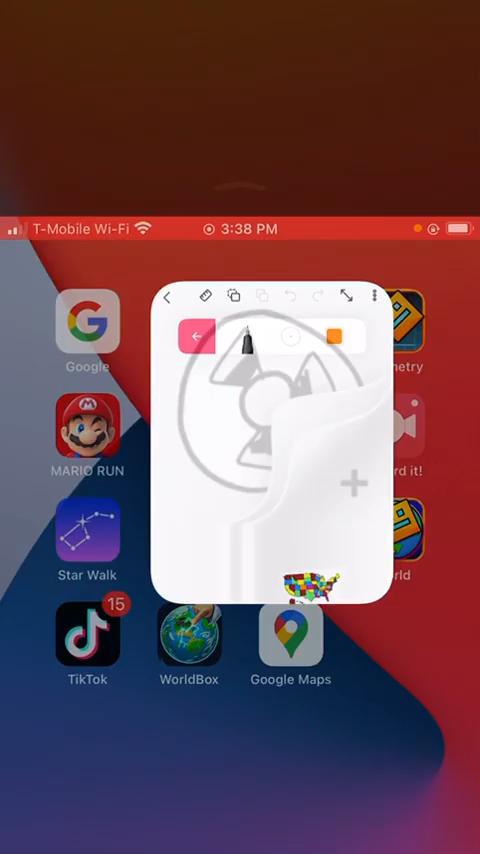 T-Mobile Wi-Fi 3:38 PM
Google
metry
MARIO RUN
rd it!
Star Walk
rld
15
TikTok
WorldBox
Google Maps